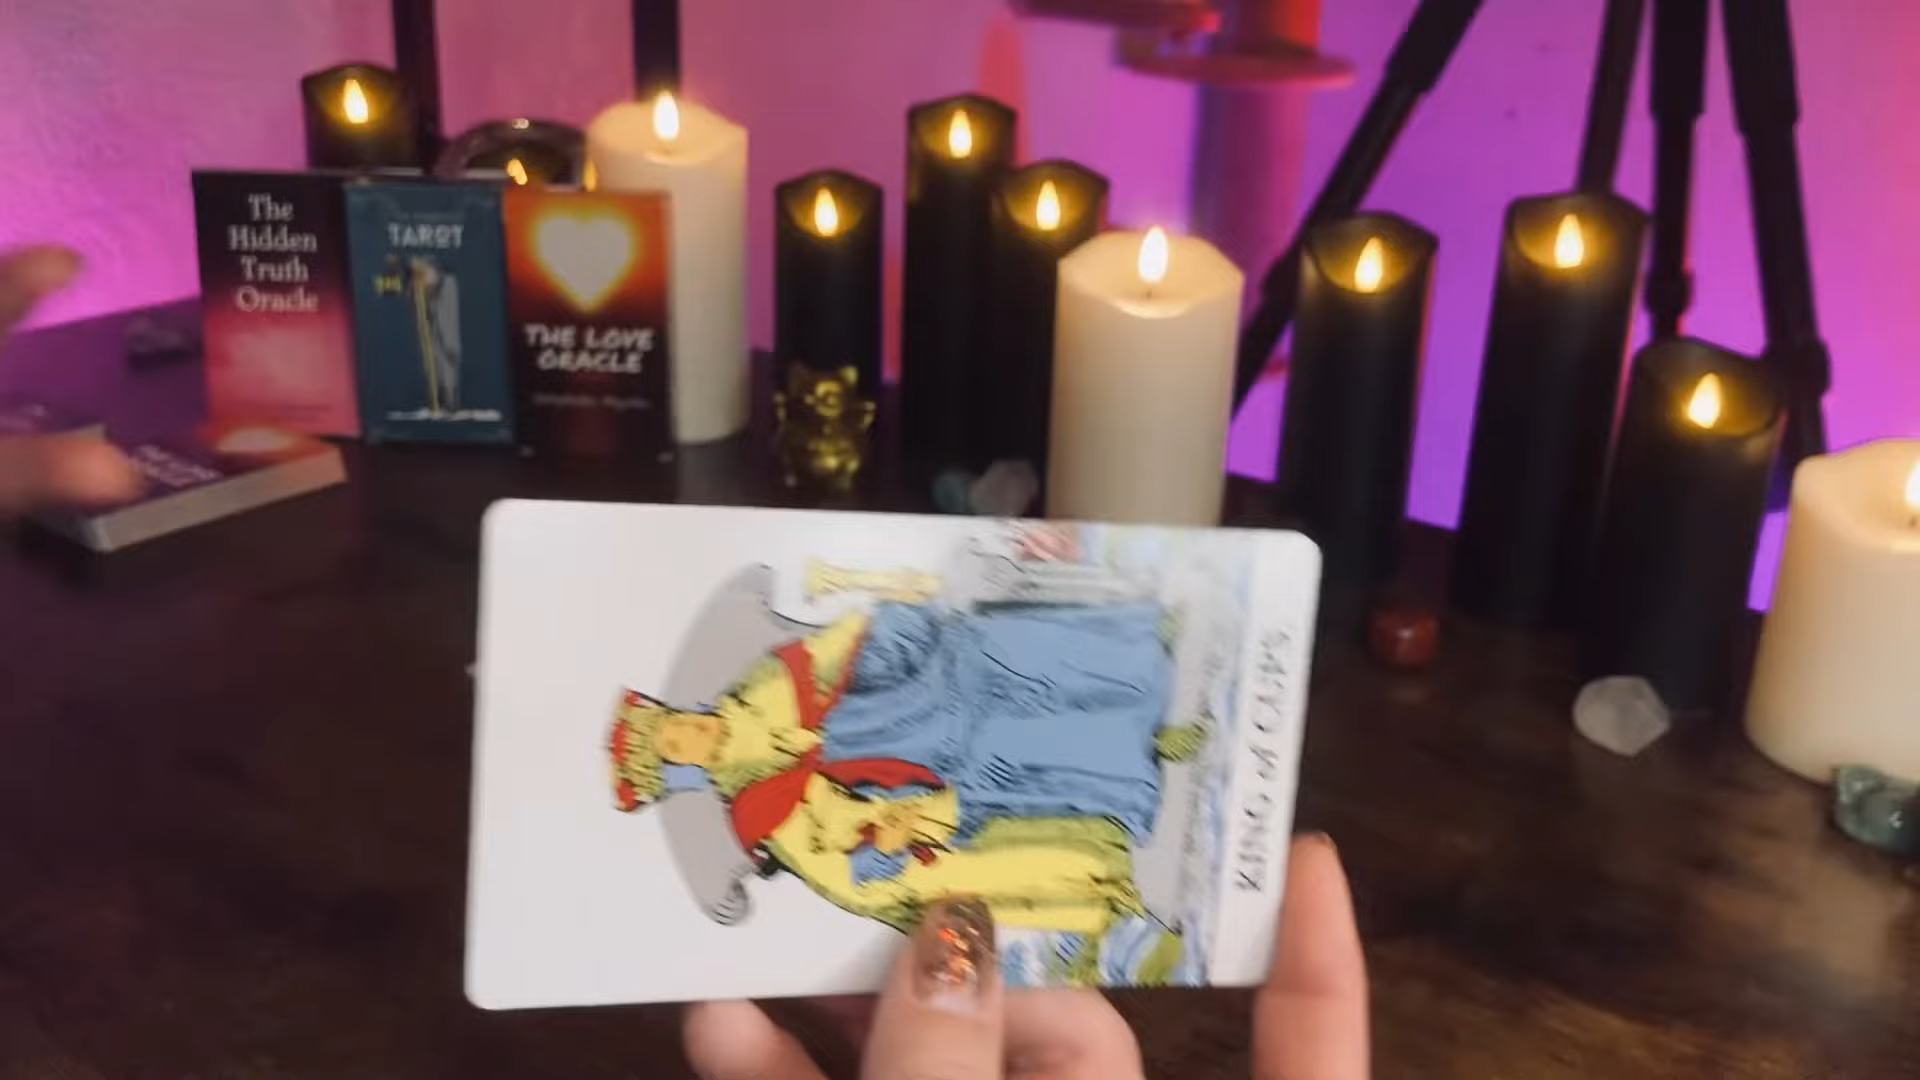 The
Hidden
Truth
Oracle
TAROT
THE LOVE
ORACLE
KING of CUPS